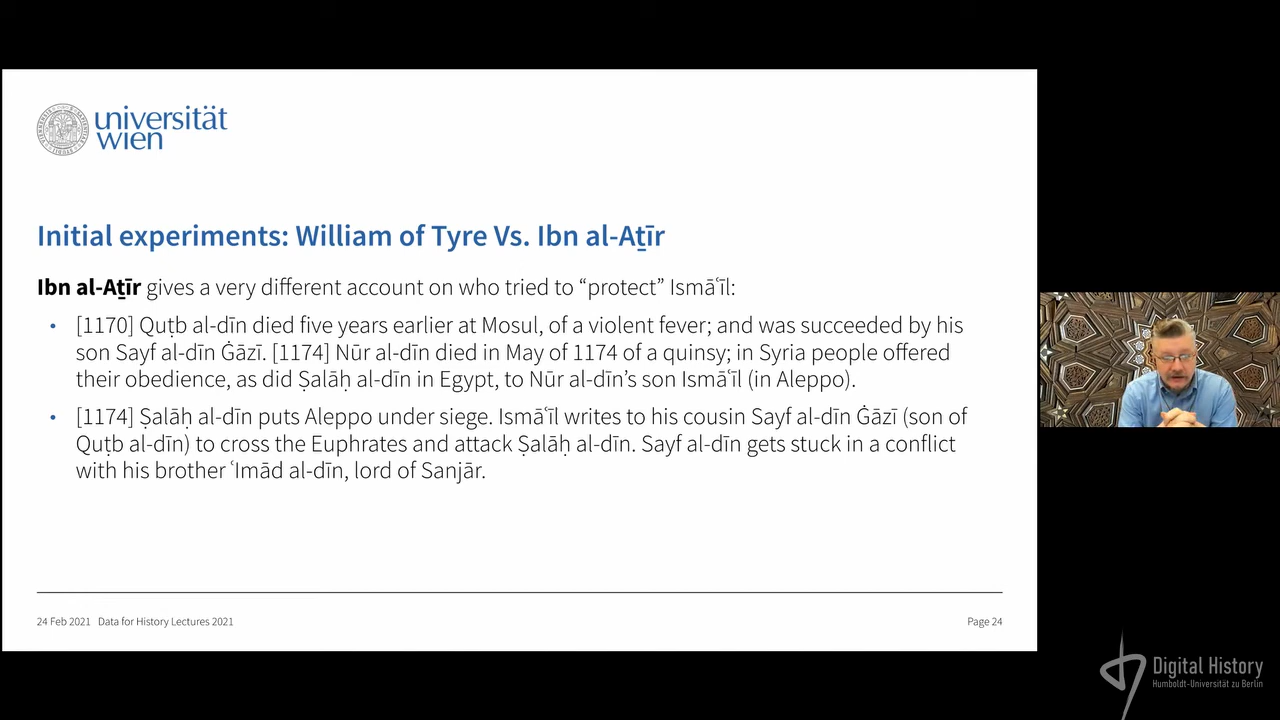 universität
wien
Initial experiments: William of Tyre Vs. Ibn al-Aṯīr
Ibn al-Aṯīr gives a very different account on who tried to “protect” Ismāʿīl:
• [1170] Quṭb al-dīn died five years earlier at Mosul, of a violent fever; and was succeeded by his
son Sayf al-dīn Ġāzī. [1174] Nūr al-dīn died in May of 1174 of a quinsy; in Syria people offered
their obedience, as did Ṣalāḥ al-dīn in Egypt, to Nūr al-dīn’s son Ismāʿīl (in Aleppo).
• [1174] Ṣalāḥ al-dīn puts Aleppo under siege. Ismāʿīl writes to his cousin Sayf al-dīn Ġāzī (son of
Quṭb al-dīn) to cross the Euphrates and attack Ṣalāḥ al-dīn. Sayf al-dīn gets stuck in a conflict
with his brother ʿImād al-dīn, lord of Sanjār.
24 Feb 2021 Data for History Lectures 2021
Page 24
Digital History
Humboldt-Universität zu Berlin